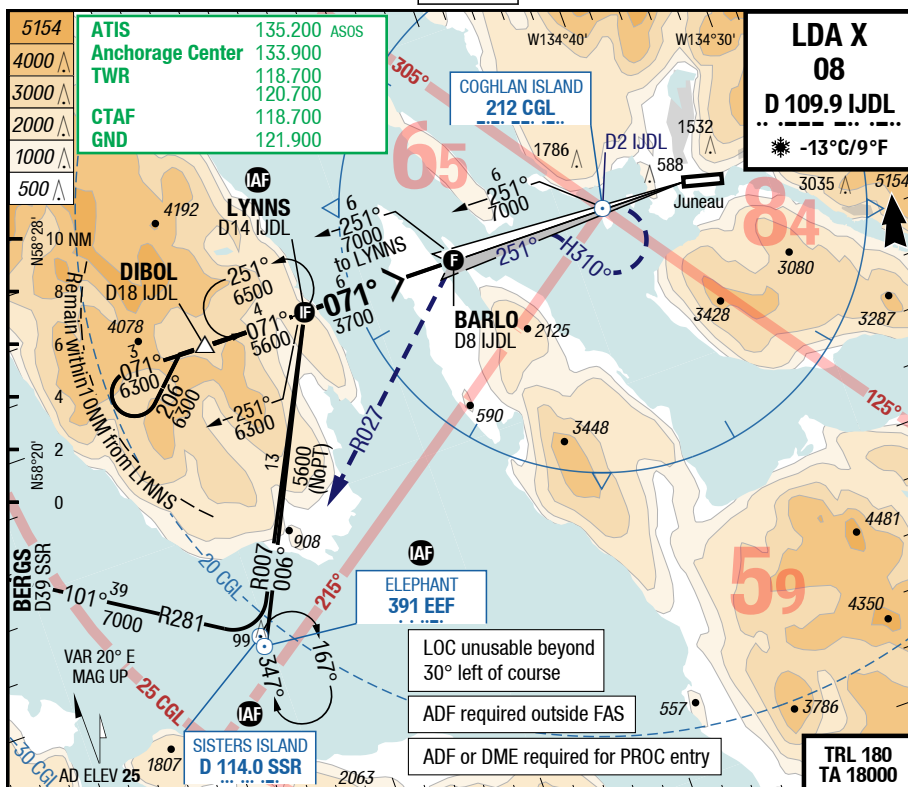 5154
4000
3000
2000
1000
500
ATIS 135.200 ASOS
Anchorage Center 133.900
TWR 118.700
120.700
CTAF 118.700
GND 121.900
W134°40'
W134°30'
LDA X
08
D 109.9 IJDL
-13°C/9°F
305°
COGHLAN ISLAND
212 CGL
D2 IJDL
1786
1532
588
3035
5154
65
84
Juneau
IAF
LYNNS
D14 IJDL
4192
N58°28'
10 NM
8
6
4
2
0
N58°20'
DIBOL
D18 IJDL
4078
6
251°
7000
to LYNNS
6
6
251°
7000
251°
6500
4
071°
5600
IF
071°
3700
F
251°
H310°
BARLO
D8 IJDL
3080
3428
3287
2125
3
071°
6300
206°
6300
251°
6300
Remain within 10NM from LYNNS
13
5600
(NoPT)
R027
590
3448
125°
908
R007
006°
215°
20 CGL
BERGS
D39 SSR
101°
39
7000
R281
IAF
ELEPHANT
391 EEF
99
347°
167°
59
4481
4350
3786
557
VAR 20° E
MAG UP
25 CGL
30 CGL
AD ELEV 25
1807
IAF
SISTERS ISLAND
D 114.0 SSR
2063
LOC unusable beyond
30° left of course
ADF required outside FAS
ADF or DME required for PROC entry
TRL 180
TA 18000